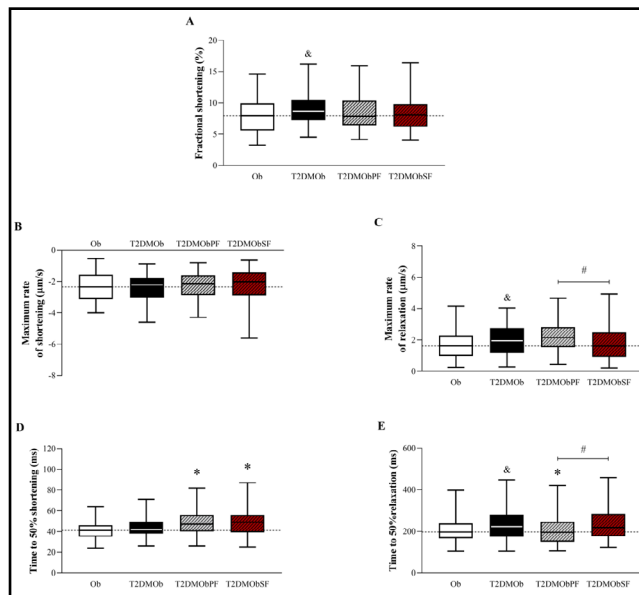 A
Fractional shortening (%)
20
15
10
5
0
&
Ob T2DMOb T2DMObPF T2DMObSF
B
Ob T2DMOb T2DMObPF T2DMObSF
Maximum rate
of shortening (μm/s)
0
-2
-4
-6
-8
C
Maximum rate
of relaxation (μm/s)
8
6
4
2
0
&
#
Ob T2DMOb T2DMObPF T2DMObSF
D
Time to 50% shortening (ms)
120
100
80
60
40
20
0
* *
Ob T2DMOb T2DMObPF T2DMObSF
E
Time to 50%relaxation (ms)
600
400
200
0
& *
#
Ob T2DMOb T2DMObPF T2DMObSF